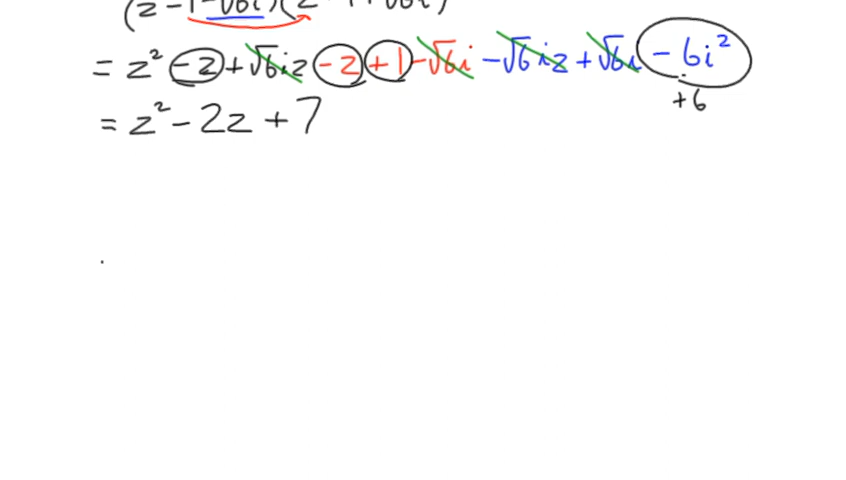 = z² - z + √6iz - z + 1 - √6i - √6iz + √6i - 6i²
+6
= z² - 2z + 7